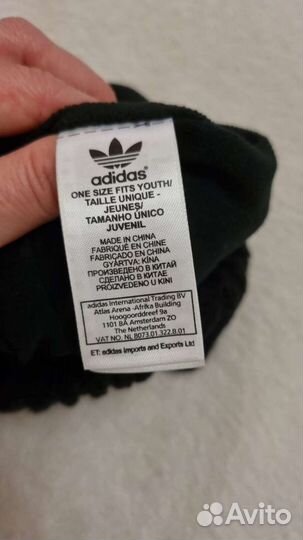 adidas
ONE SIZE FITS YOUTH/
TAILLE UNIQUE -
JEUNES/
TAMANHO ÚNICO
JUVENIL
MADE IN CHINA
FABRIQUÉ EN CHINE
FABRICADO EN CHINA
GYÁRTVA: KÍNA
ПРОИЗВЕДЕНО В КИТАЙ
СДЕЛАНО В КИТАЕ
PROIZVEDENO U KINI
adidas International Trading BV
Atlas Arena -Afrika Building
Hoogoorddreef 9a
1101 BA Amsterdam ZO
The Netherlands
VAT NO. NL 8073.01.322.B.01
ET: adidas Imports and Exports Ltd
Avito